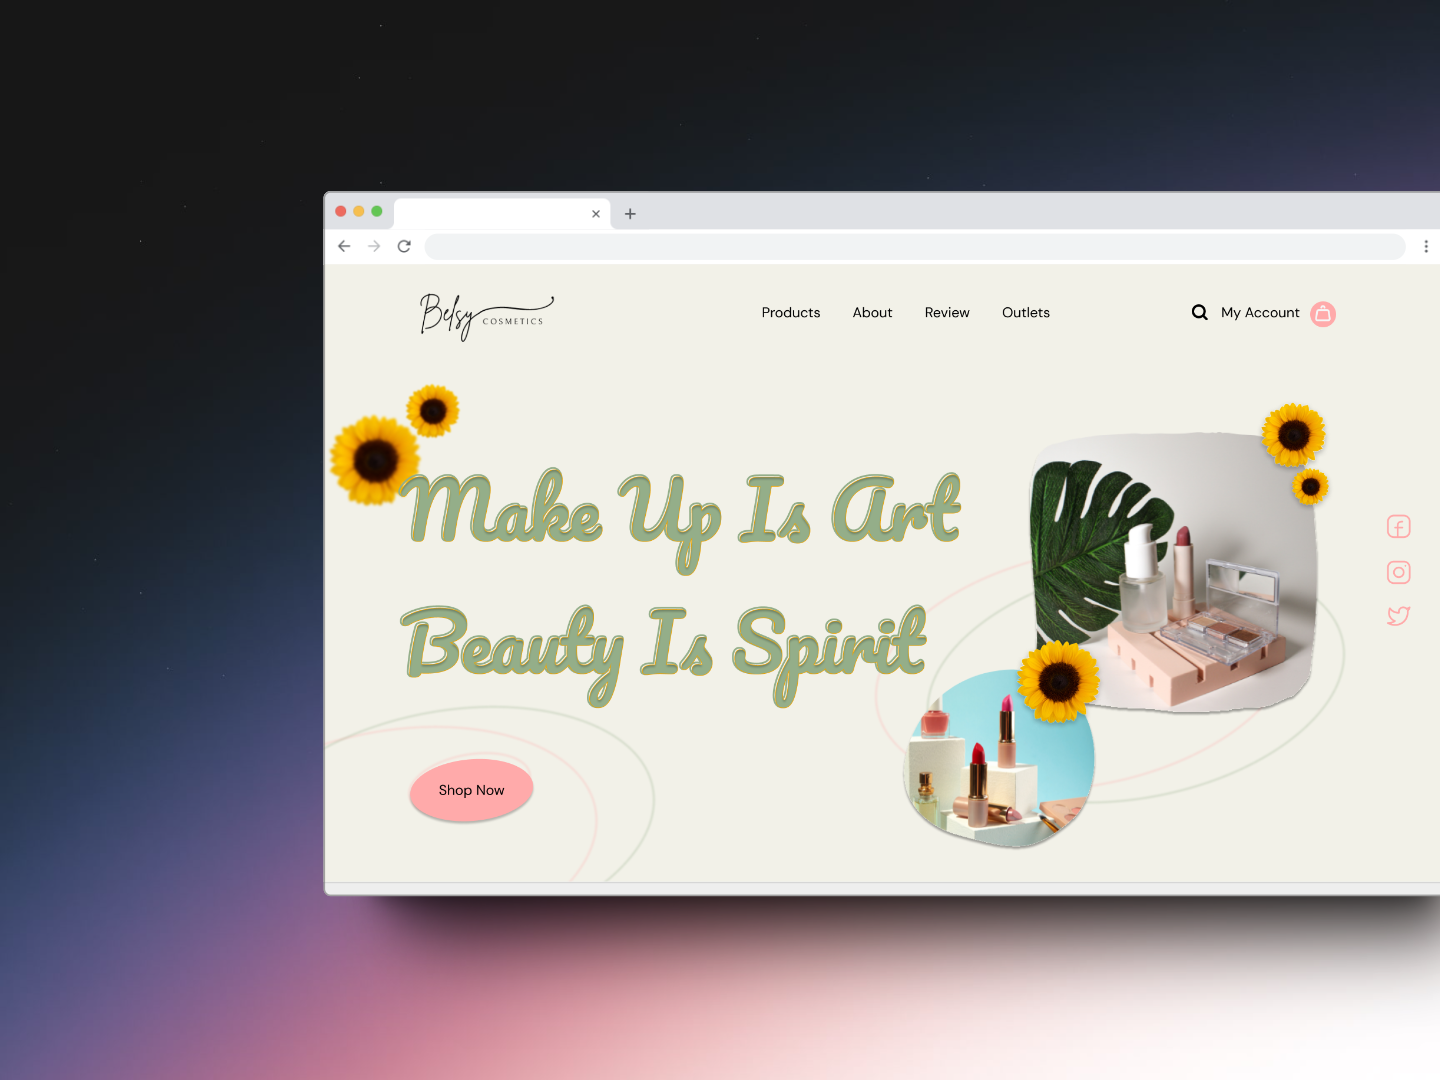 Belsy
COSMETICS
Products
About
Review
Outlets
My Account
Make Up Is Art
Beauty Is Spirit
Shop Now